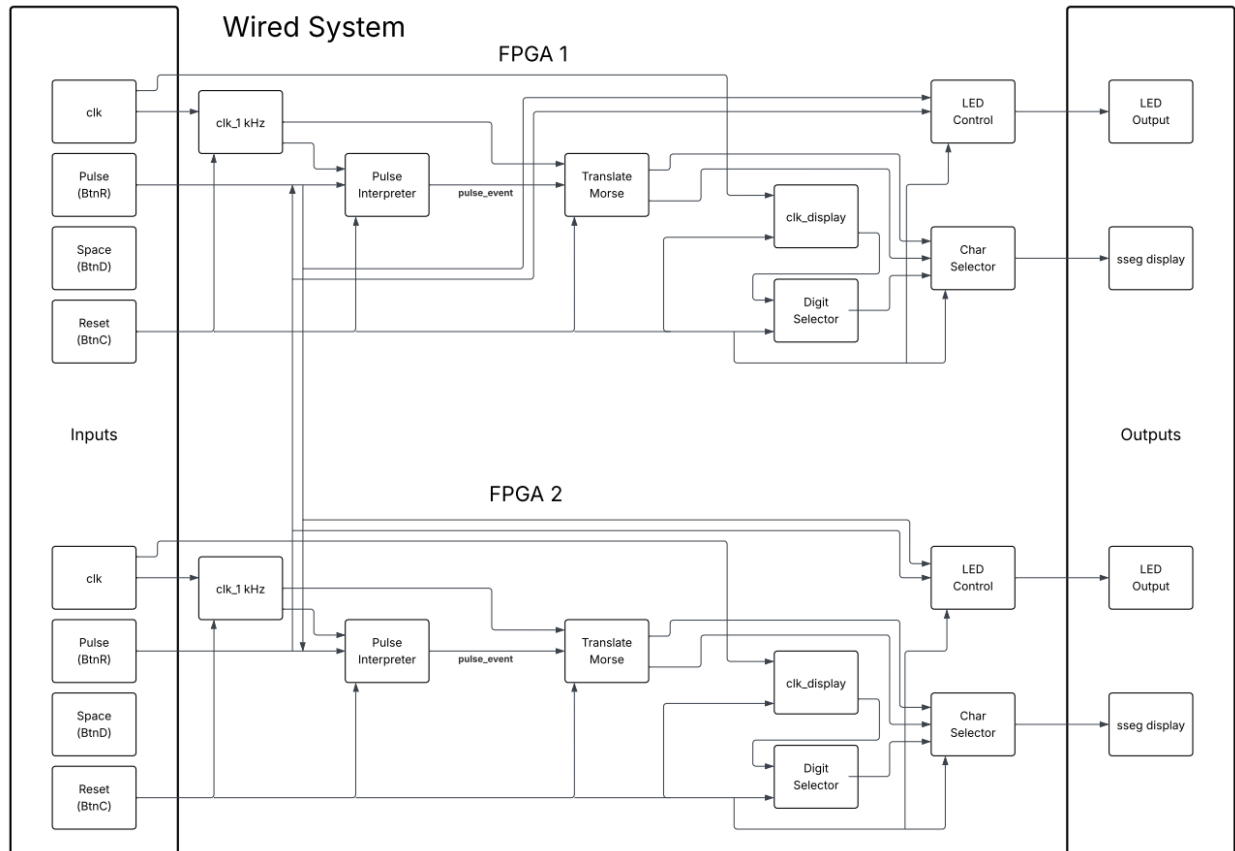 Wired System
FPGA 1
clk
clk_1 kHz
LED
Control
LED
Output
Pulse
(BtnR)
Pulse
Interpreter
pulse_event
Translate
Morse
clk_display
Space
(BtnD)
Char
Selector
sseg display
Reset
(BtnC)
Digit
Selector
Inputs
Outputs
FPGA 2
clk
clk_1 kHz
LED
Control
LED
Output
Pulse
(BtnR)
Pulse
Interpreter
pulse_event
Translate
Morse
clk_display
Space
(BtnD)
Char
Selector
sseg display
Reset
(BtnC)
Digit
Selector